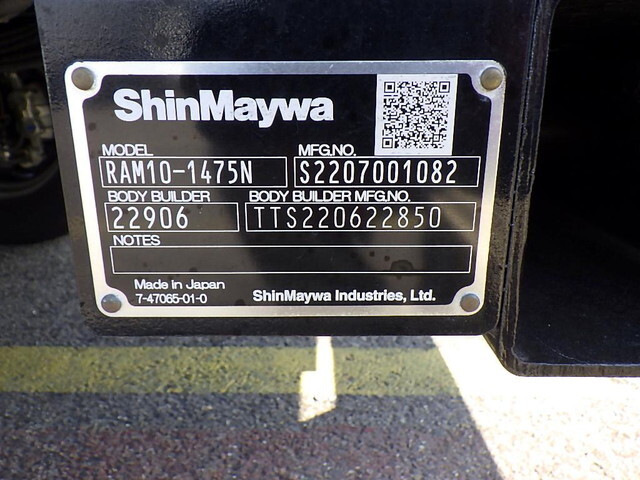 ShinMaywa
MODEL MFG.NO.
RAM10-1475N S2207001082
BODY BUILDER BODY BUILDER MFG.NO.
22906 TTS220622850
NOTES
Made in Japan
7-47065-01-0 ShinMaywa Industries, Ltd.